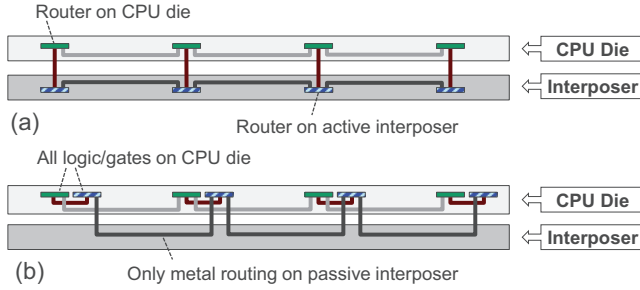 Router on CPU die
CPU Die
Interposer
(a)
Router on active interposer
All logic/gates on CPU die
CPU Die
Interposer
(b)
Only metal routing on passive interposer